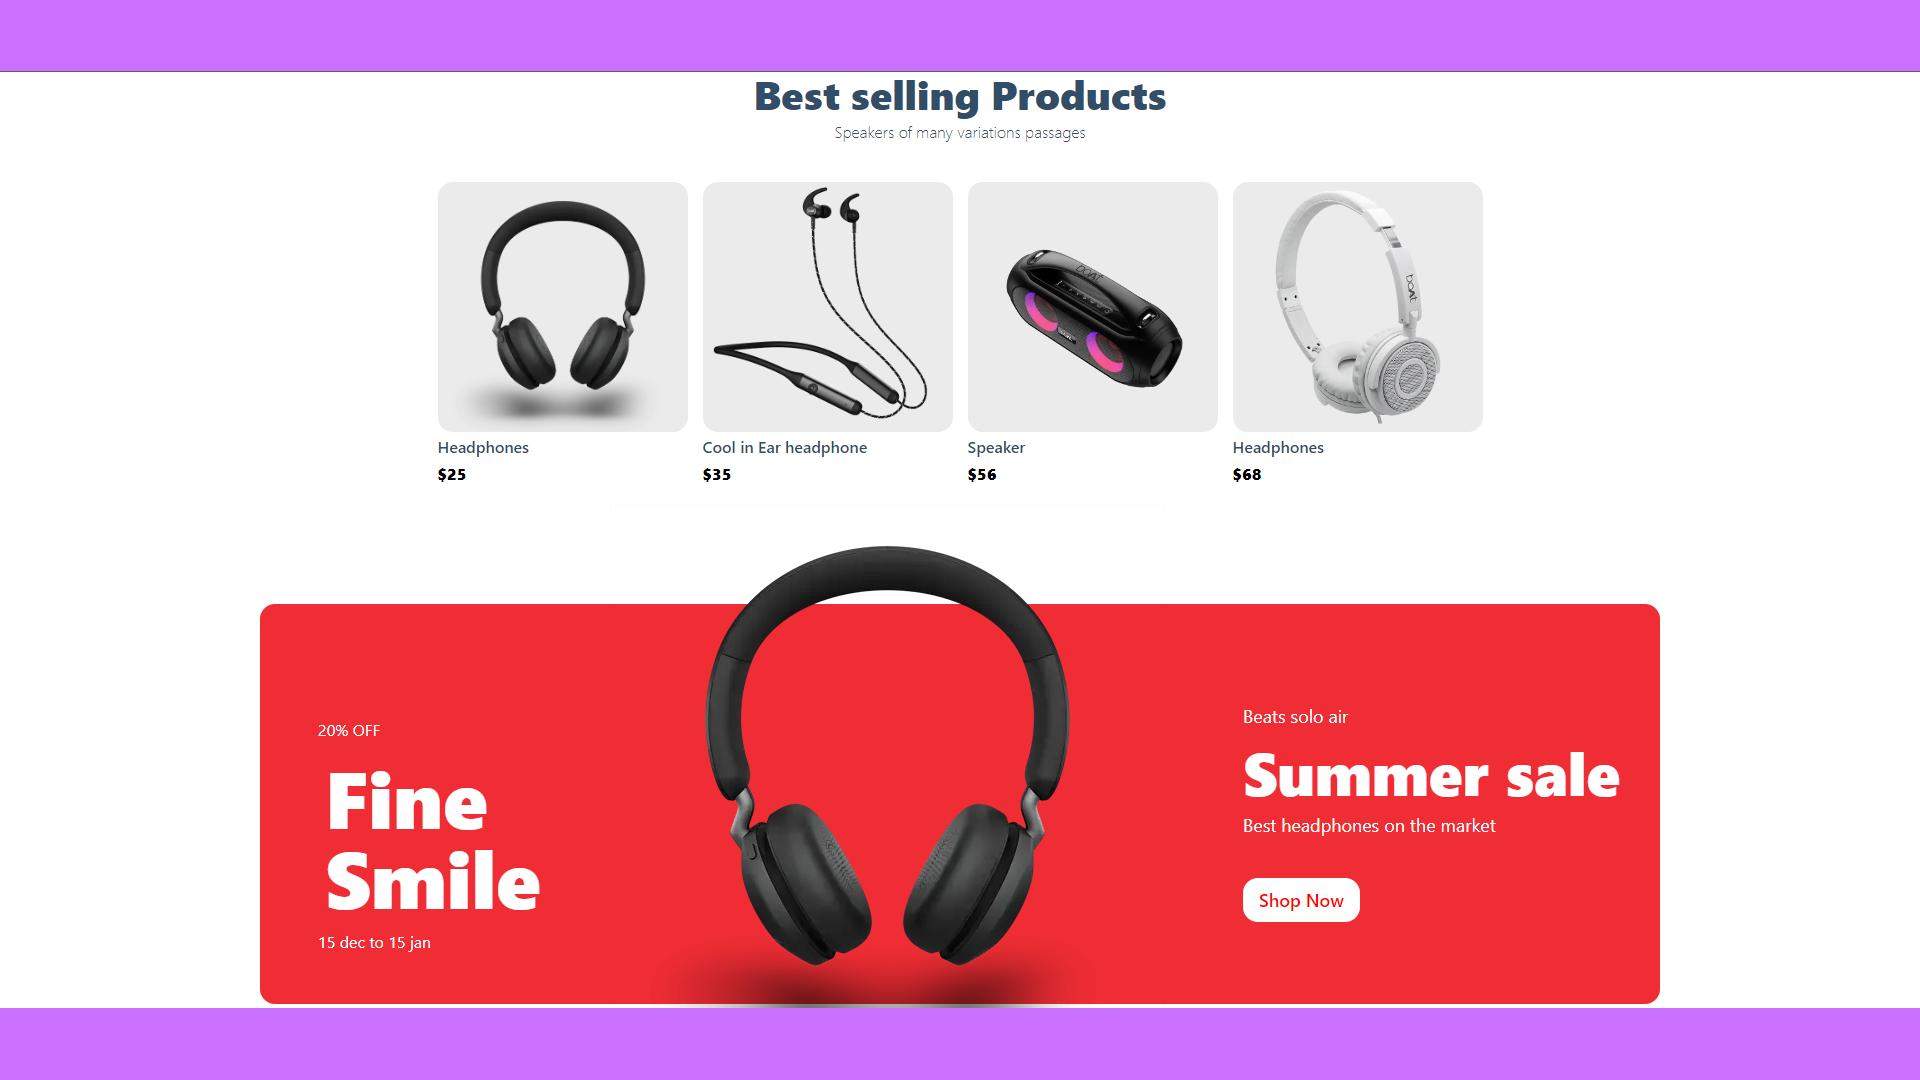 Best selling Products
Speakers of many variations passages
boAt
boAt
Headphones
Cool in Ear headphone
Speaker
Headphones
$25
$35
$56
$68
20% OFF
Fine
Smile
15 dec to 15 jan
Beats solo air
Summer sale
Best headphones on the market
Shop Now